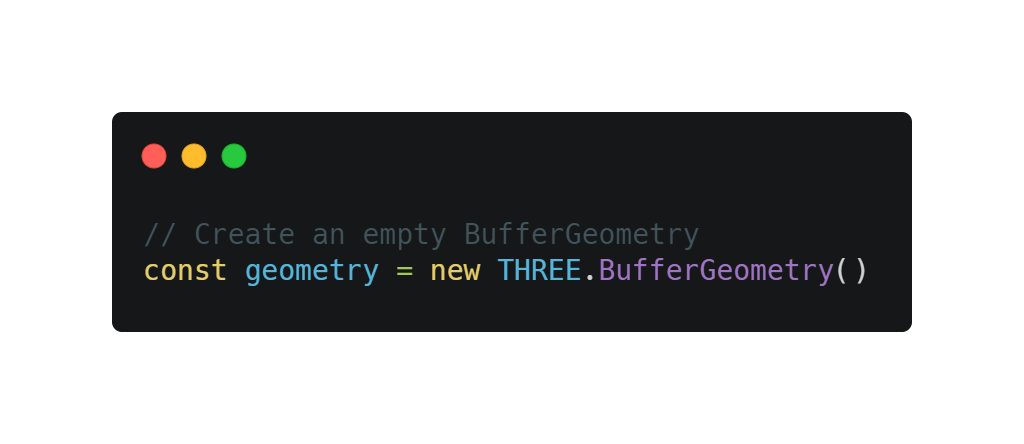 // Create an empty BufferGeometry
const geometry = new THREE.BufferGeometry()